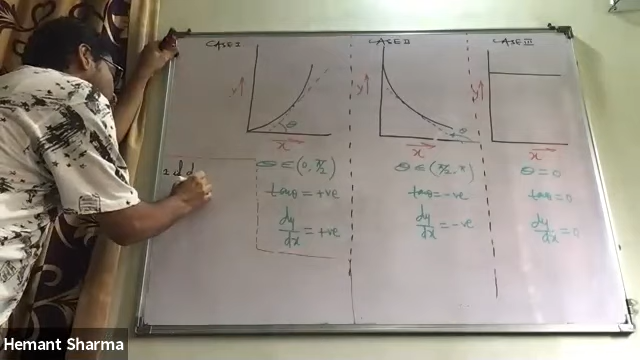 CASE I
y ↑
θ
x
θ ∈ (0, π/2)
tanθ = +ve
dy/dx = +ve
CASE II
y ↑
θ
x
θ ∈ (π/2, π)
tanθ = -ve
dy/dx = -ve
CASE III
y ↑
x
θ = 0
tanθ = 0
dy/dx = 0
Hemant Sharma